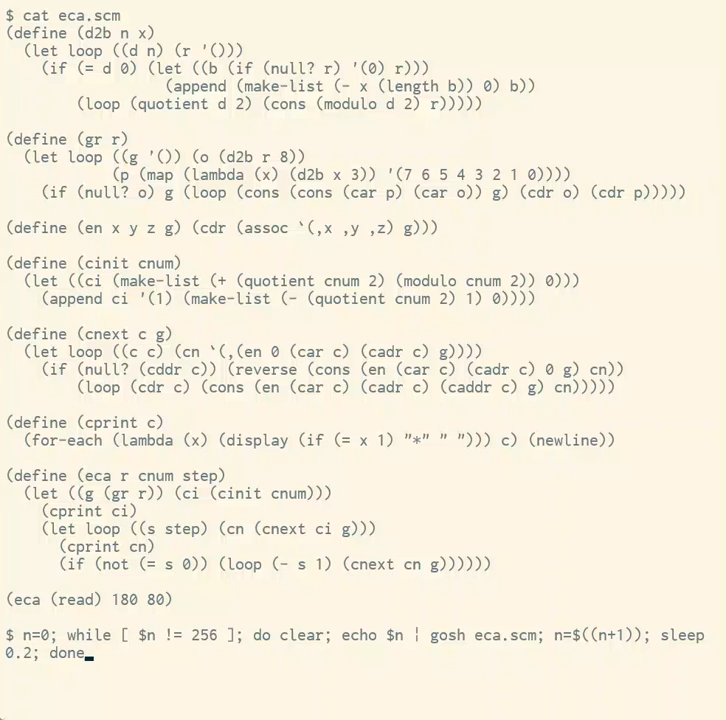 $ cat eca.scm
(define (d2b n x)
  (let loop ((d n) (r '()))
    (if (= d 0) (let ((b (if (null? r) '(0) r)))
                  (append (make-list (- x (length b)) 0) b))
        (loop (quotient d 2) (cons (modulo d 2) r)))))

(define (gr r)
  (let loop ((g '()) (o (d2b r 8))
            (p (map (lambda (x) (d2b x 3)) '(7 6 5 4 3 2 1 0))))
    (if (null? o) g (loop (cons (cons (car p) (car o)) g) (cdr o) (cdr p)))))

(define (en x y z g) (cdr (assoc `(,x ,y ,z) g)))

(define (cinit cnum)
  (let ((ci (make-list (+ (quotient cnum 2) (modulo cnum 2)) 0)))
    (append ci '(1) (make-list (- (quotient cnum 2) 1) 0))))

(define (cnext c g)
  (let loop ((c c) (cn `(,(en 0 (car c) (cadr c) g))))
    (if (null? (cddr c)) (reverse (cons (en (car c) (cadr c) 0 g) cn))
        (loop (cdr c) (cons (en (car c) (cadr c) (caddr c) g) cn)))))

(define (cprint c)
  (for-each (lambda (x) (display (if (= x 1) "*" " "))) c) (newline))

(define (eca r cnum step)
  (let ((g (gr r)) (ci (cinit cnum)))
    (cprint ci)
    (let loop ((s step) (cn (cnext ci g)))
      (cprint cn)
      (if (not (= s 0)) (loop (- s 1) (cnext cn g))))))

(eca (read) 180 80)

$ n=0; while [ $n != 256 ]; do clear; echo $n | gosh eca.scm; n=$((n+1)); sleep
0.2; done